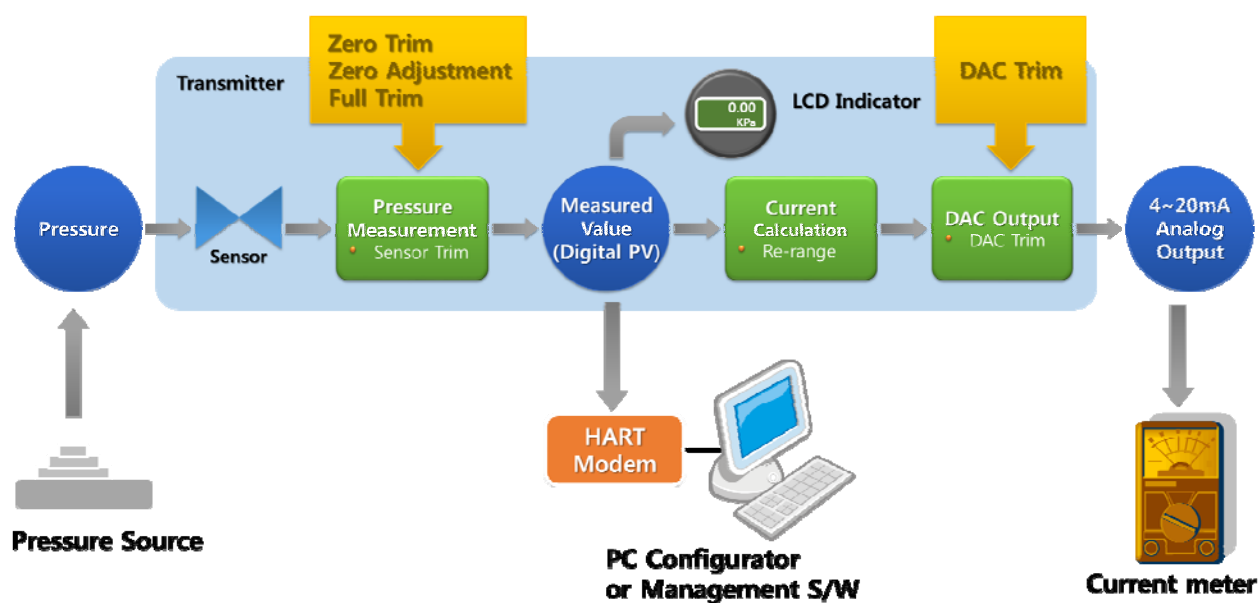 Zero Trim
Zero Adjustment
Full Trim
DAC Trim
Transmitter
0.00
KPa
LCD Indicator
Pressure
Sensor
Pressure
Measurement
• Sensor Trim
Measured
Value
(Digital PV)
Current
Calculation
• Re-range
DAC Output
• DAC Trim
4~20mA
Analog
Output
HART
Modem
Pressure Source
PC Configurator
or Management S/W
Current meter